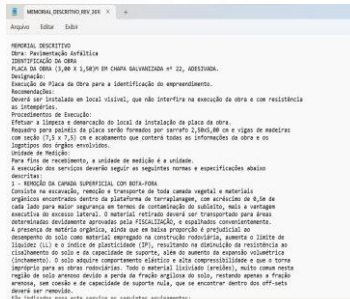 MEMORIAL_DESCRITIVO_REV_203
Arquivo Editar Exibir
MEMORIAL DESCRITIVO
Obra: Pavimentação Asfáltica
IDENTIFICAÇÃO DA OBRA
PLACA DA OBRA (3,00 X 1,50)M EM CHAPA GALVANIZADA nº 22, ADESIVADA.
Designação:
Execução de Placa da Obra para a identificação do empreendimento.
Recomendações:
Deverá ser instalada em local visível, que não interfira na execução da obra e com resistência
as intempéries.
Procedimentos de Execução:
Efetuar a limpeza e demarcação do local da instalação da placa da obra.
Requadro para painéis da placa serão formados por sarrafo 2,50x5,00 cm e vigas de madeiras
com seção (7,5 x 7,5) cm e acabamento que conterá todas as informações da obra e os
logotipos dos órgãos envolvidos.
Unidade de Medição:
Para fins de recebimento, a unidade de medição é a unidade.
A execução dos serviços deverão seguir as seguintes normas e especificações abaixo
descritas:
1 - REMOÇÃO DA CAMADA SUPERFICIAL COM BOTA-FORA
Consiste na escavação, remoção e transporte de toda camada vegetal e materiais
orgânicos encontrados dentro da plataforma de terraplanagem, com acréscimo de 0,5m de
cada lado para maior segurança em termos de contaminação do subleito, mais a vantagem
executiva do excesso lateral. O material retirado deverá ser transportado para áreas
determinadas devidamente aprovadas pela FISCALIZAÇÃO, e espalhados convenientemente.
A presença de matéria orgânica, ainda que em baixa proporção é prejudicial ao
desempenho do solo como material empregado na construção rodoviária, aumenta o limite de
liquidez (LL) e o índice de plasticidade (IP), resultando na diminuição da resistência ao
cisalhamento do solo e da capacidade de suporte, além do aumento da expansão volumétrica
(inchamento). O solo adquire comportamento elástico e alta compressibilidade e que o torna
impróprio para as obras rodoviárias. Todo o material lixiviado (areiões), muito comum nesta
região de solo arenoso devido a perda da fração argilosa do solo, restando apenas a fração
arenosa, sem coesão e de capacidade de suporte nula, que se encontrar dentro dos off-sets
deverá ser removido.
São indicados para este serviço os seguintes equipamentos: